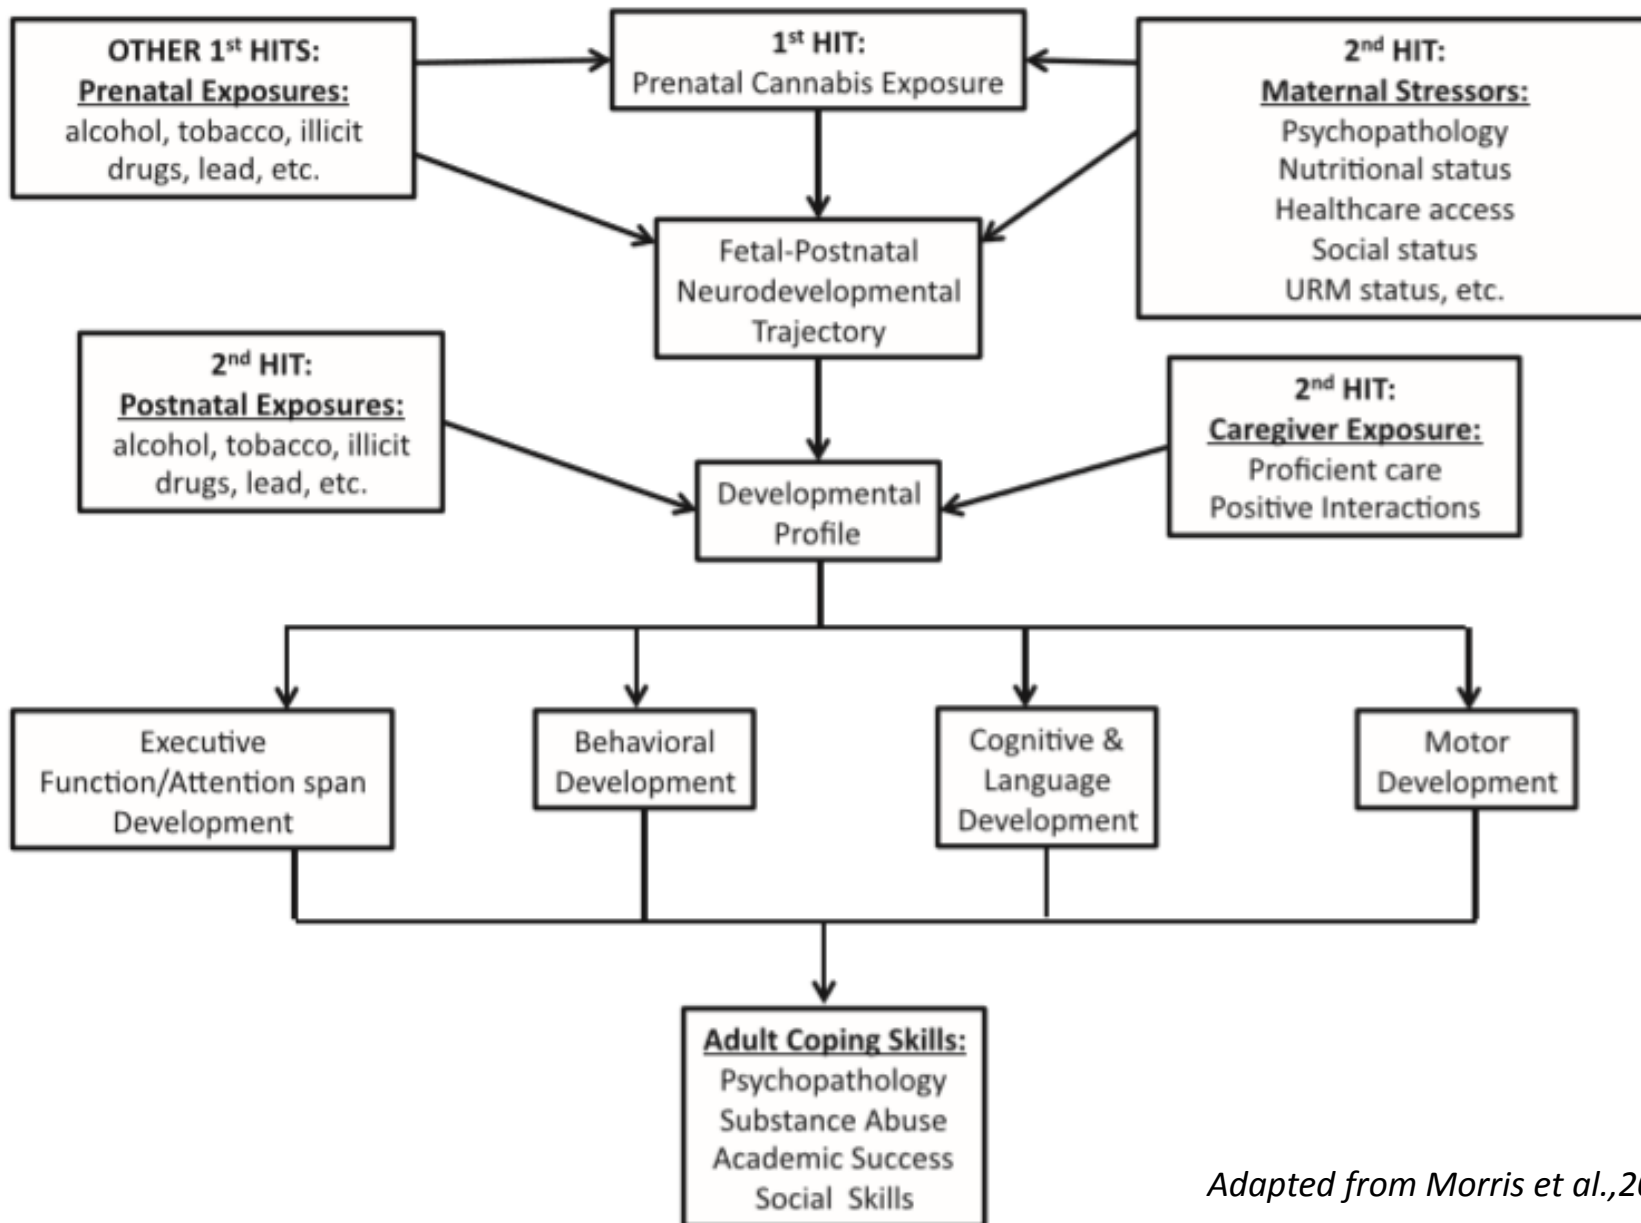 OTHER 1st HITS:
Prenatal Exposures:
alcohol, tobacco, illicit
drugs, lead, etc.
1st HIT:
Prenatal Cannabis Exposure
2nd HIT:
Maternal Stressors:
Psychopathology
Nutritional status
Healthcare access
Social status
URM status, etc.
Fetal-Postnatal
Neurodevelopmental
Trajectory
2nd HIT:
Postnatal Exposures:
alcohol, tobacco, illicit
drugs, lead, etc.
2nd HIT:
Caregiver Exposure:
Proficient care
Positive Interactions
Developmental
Profile
Executive
Function/Attention span
Development
Behavioral
Development
Cognitive &
Language
Development
Motor
Development
Adult Coping Skills:
Psychopathology
Substance Abuse
Academic Success
Social Skills
Adapted from Morris et al.,